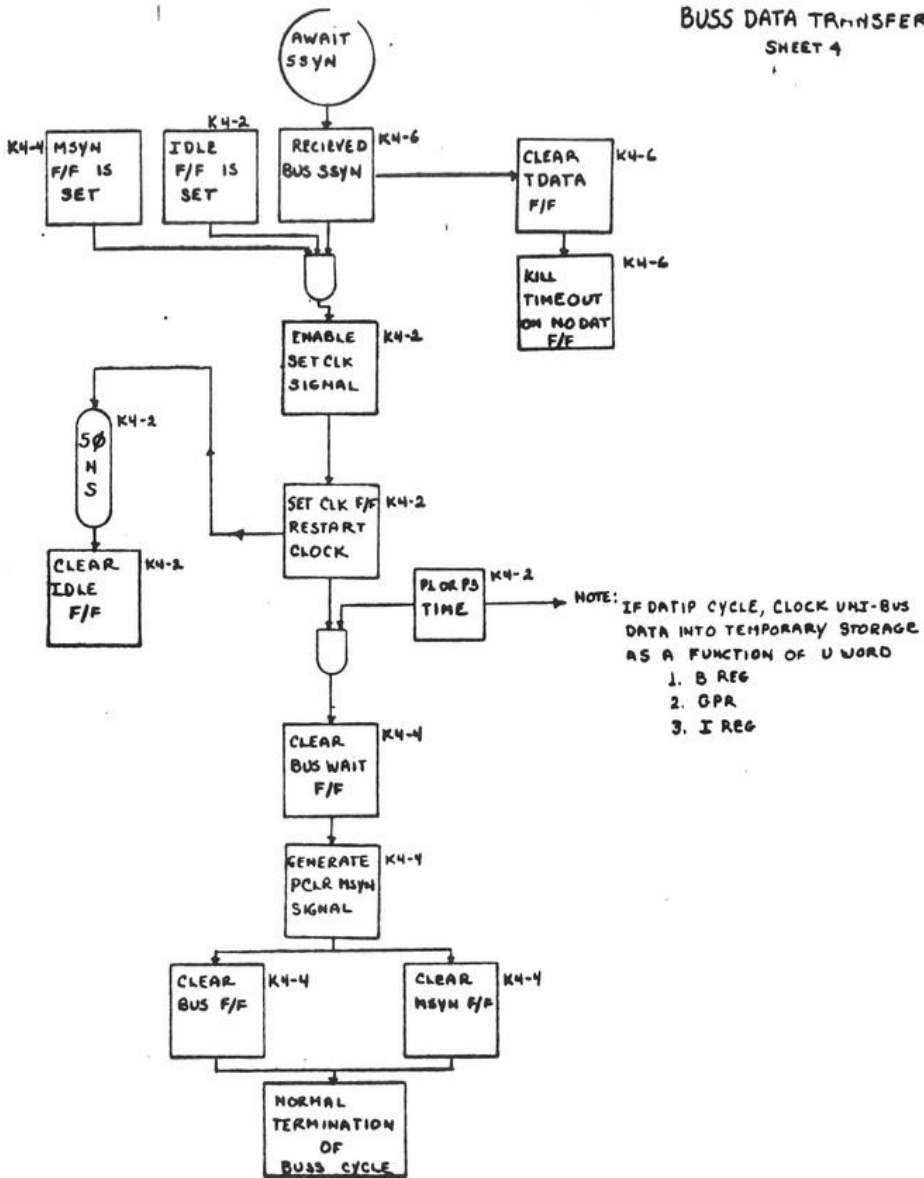 BUSS DATA TRANSFER
SHEET 4
AWAIT
SSYN
K4-4
MSYN
F/F IS
SET
K4-2
IDLE
F/F IS
SET
RECIEVED
BUS SSYN
K4-6
CLEAR
TDATA
F/F
K4-6
KILL
TIMEOUT
ON NODAT
F/F
K4-6
ENABLE
SET CLK
SIGNAL
K4-2
5Ø
N
S
K4-2
SET CLK F/F
RESTART
CLOCK
K4-2
CLEAR
IDLE
F/F
K4-2
P1 OR P3
TIME
K4-2
NOTE:
IF DATIP CYCLE, CLOCK UNI-BUS
DATA INTO TEMPORARY STORAGE
AS A FUNCTION OF U WORD
1. B REG
2. GPR
3. I REG
CLEAR
BUS WAIT
F/F
K4-4
GENERATE
PCLR MSYN
SIGNAL
K4-4
CLEAR
BUS F/F
K4-4
CLEAR
MSYN F/F
K4-4
NORMAL
TERMINATION
OF
BUSS CYCLE